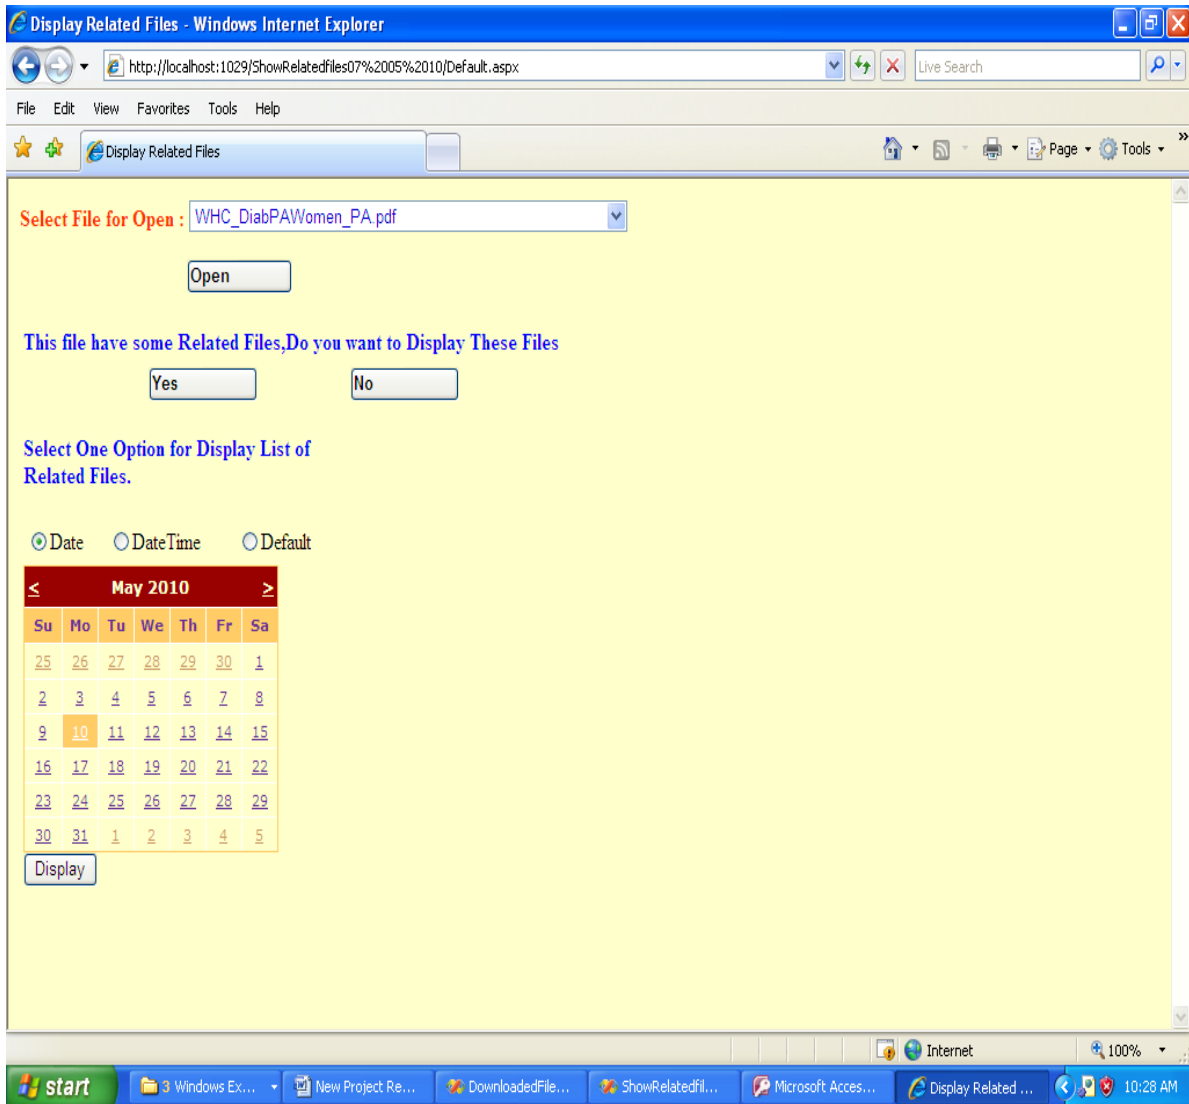 Display Related Files - Windows Internet Explorer
http://localhost:1029/ShowRelatedfiles07%2005%2010/Default.aspx
Live Search
File Edit View Favorites Tools Help
Display Related Files
Page Tools
Select File for Open : WHC_DiabPAWomen_PA.pdf
Open
This file have some Related Files,Do you want to Display These Files
Yes No
Select One Option for Display List of
Related Files.
Date DateTime Default
< May 2010 >
Su Mo Tu We Th Fr Sa
25 26 27 28 29 30 1
2 3 4 5 6 7 8
9 10 11 12 13 14 15
16 17 18 19 20 21 22
23 24 25 26 27 28 29
30 31 1 2 3 4 5
Display
Internet 100%
start 3 Windows Ex... New Project Re... DownloadedFile... ShowRelatedfil... Microsoft Acces... Display Related ... 10:28 AM